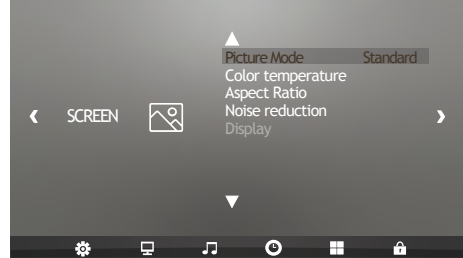 Picture Mode Standard
Color temperature
Aspect Ratio
SCREEN
Noise reduction
Display